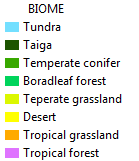 BIOME
Tundra
Taiga
Temperate conifer
Boradleaf forest
Teperate grassland
Desert
Tropical grassland
Tropical forest